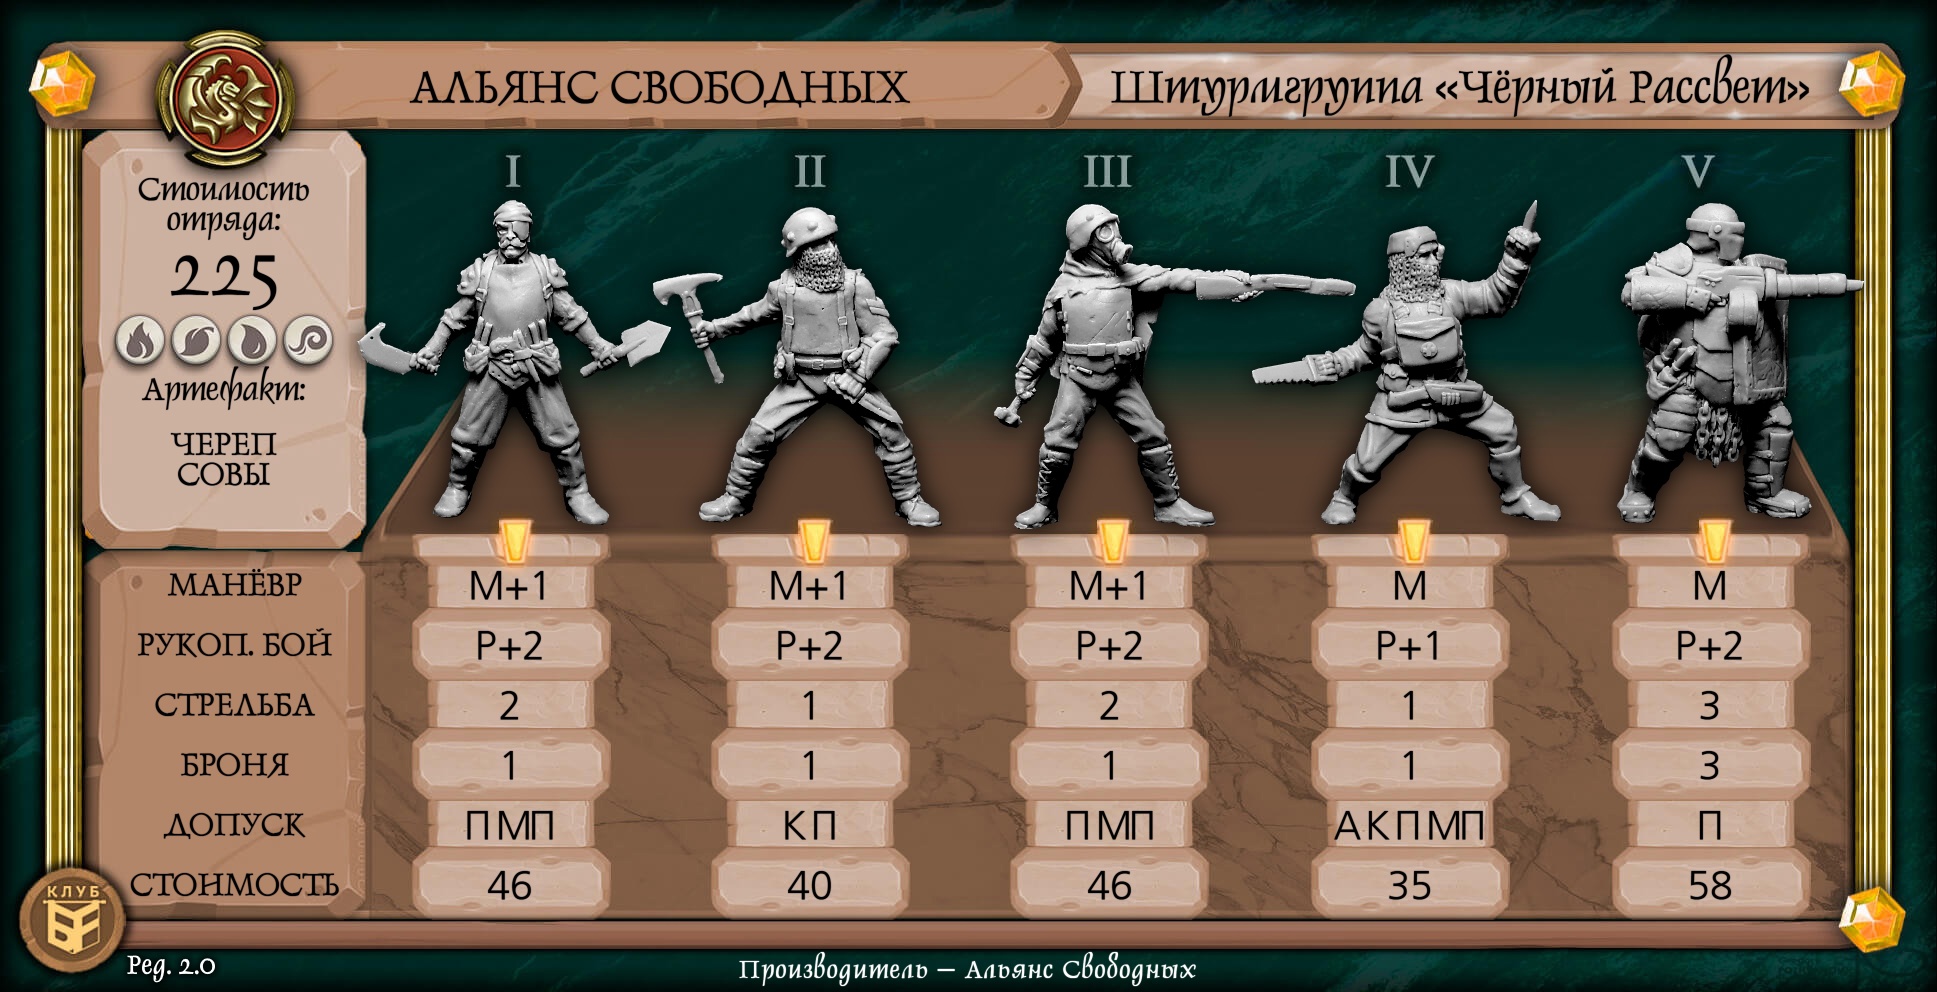 АЛЬЯНС СВОБОДНЫХ
Штурмгруппа «Чёрный Рассвет»
Стоимость
отряда:
225
Артефакт:
ЧЕРЕП
СОВЫ
I II III IV V
МАНЁВР М+1 М+1 М+1 М М
РУКОП. БОЙ Р+2 Р+2 Р+2 Р+1 Р+2
СТРЕЛЬБА 2 1 2 1 3
БРОНЯ 1 1 1 1 3
ДОПУСК П МП К П П МП А К П МП П
СТОИМОСТЬ 46 40 46 35 58
КЛУБ
Ред. 2.0
Производитель — Альянс Свободных